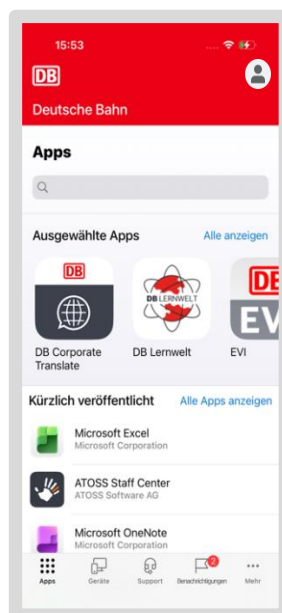 15:53
DB
Deutsche Bahn
Apps
Ausgewählte Apps
Alle anzeigen
DB
DB LERNWELT
DB
EV
DB Corporate
Translate
DB Lernwelt
EVI
Kürzlich veröffentlicht
Alle Apps anzeigen
Microsoft Excel
Microsoft Corporation
ATOSS Staff Center
ATOSS Software AG
Microsoft OneNote
Microsoft Corporation
2
Apps
Geräte
Support
Benachrichtigungen
Mehr